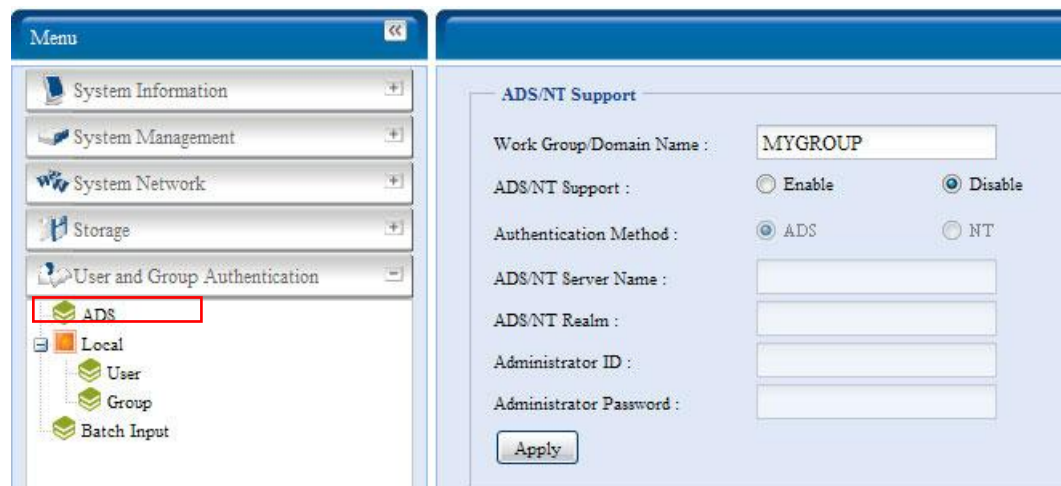 Menu
System Information
System Management
System Network
Storage
User and Group Authentication
ADS
Local
User
Group
Batch Input
ADS/NT Support
Work Group/Domain Name : MYGROUP
ADS/NT Support : Enable Disable
Authentication Method : ADS NT
ADS/NT Server Name :
ADS/NT Realm :
Administrator ID :
Administrator Password :
Apply